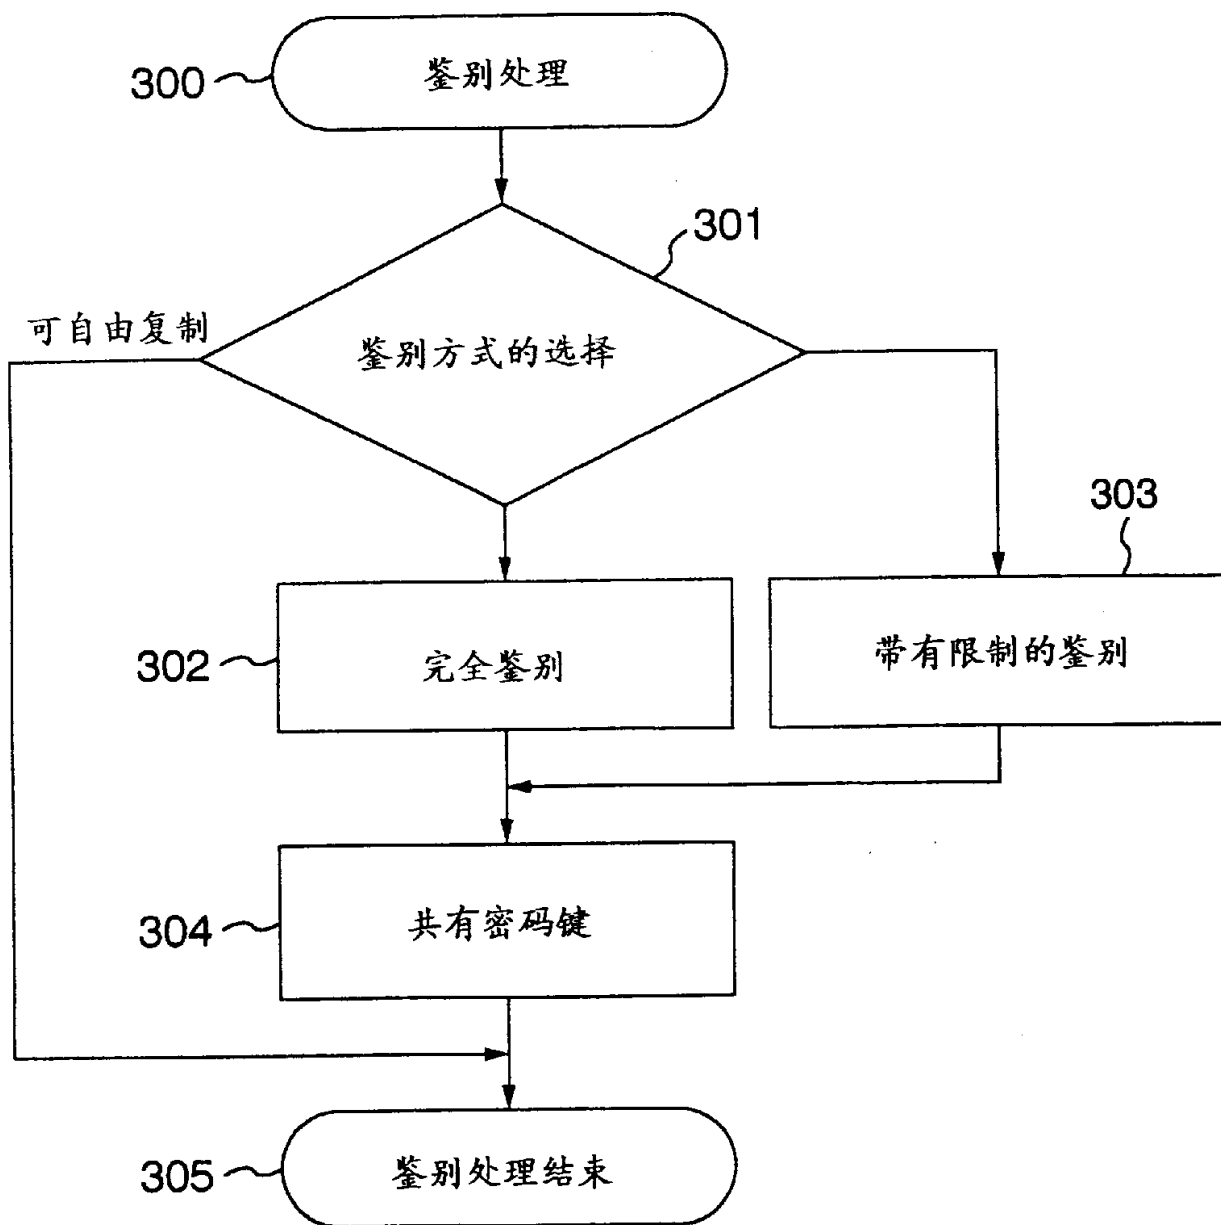 300
鉴别处理
301
可自由复制
鉴别方式的选择
303
302
完全鉴别
带有限制的鉴别
304
共有密码键
305
鉴别处理结束